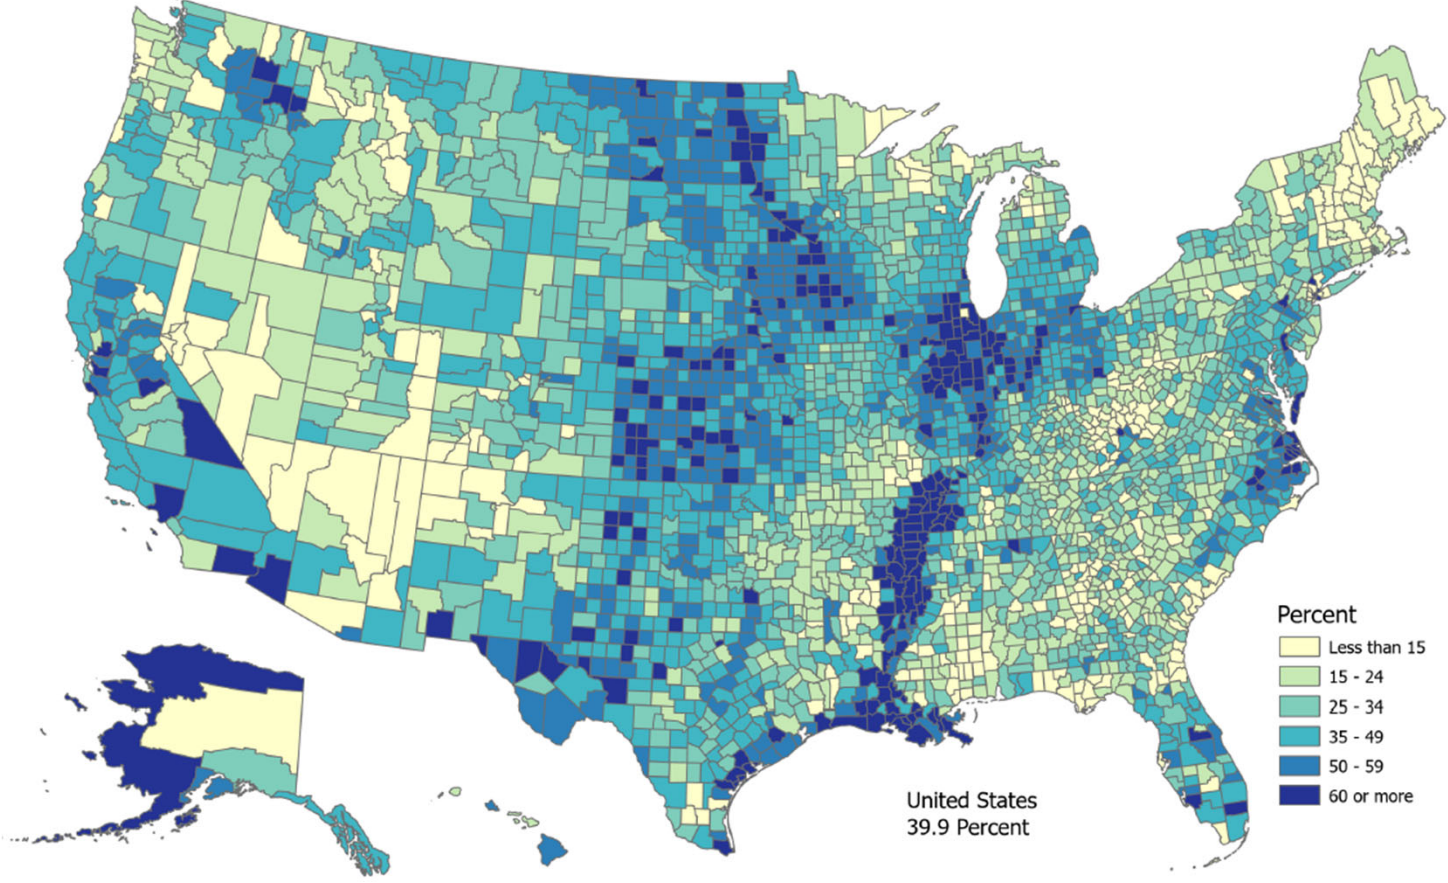 Percent
Less than 15
15 - 24
25 - 34
35 - 49
50 - 59
60 or more
United States
39.9 Percent